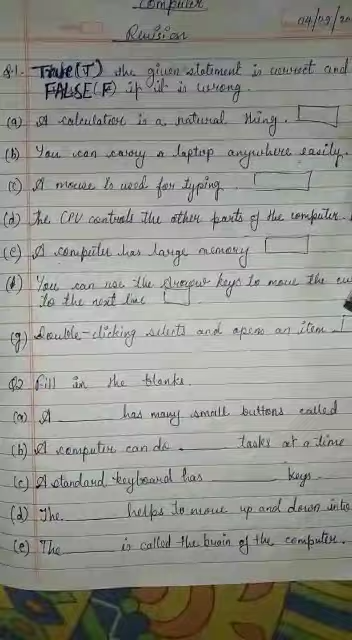 Computer
04/09/20
Revision
Q.1. TRUE(T) the given statement is correct and
FALSE(F) if it is wrong.
(a) A calculator is a natural thing.
(b) You can carry a laptop anywhere easily.
(c) A mouse is used for typing.
(d) The CPU controls the other parts of the computer.
(e) A computer has large memory
(f) You can use the arrow keys to move the cu
to the next line
(g) Double-clicking selects and opens an item
Q2 Fill in the blanks.
(a) A ______ has many small buttons called
(b) A computer can do ______ tasks at a time
(c) A standard keyboard has ______ keys
(d) The ______ helps to move up and down
(e) The ______ is called the brain of the computer.